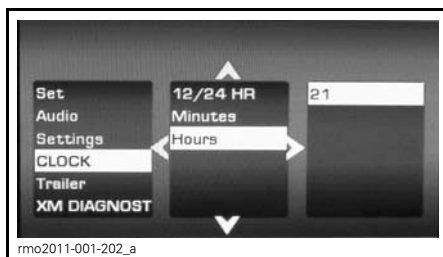 Set
Audio
Settings
CLOCK
Trailer
XM DIAGNOST
12/24 HR
Minutes
Hours
21
rmo2011-001-202_a